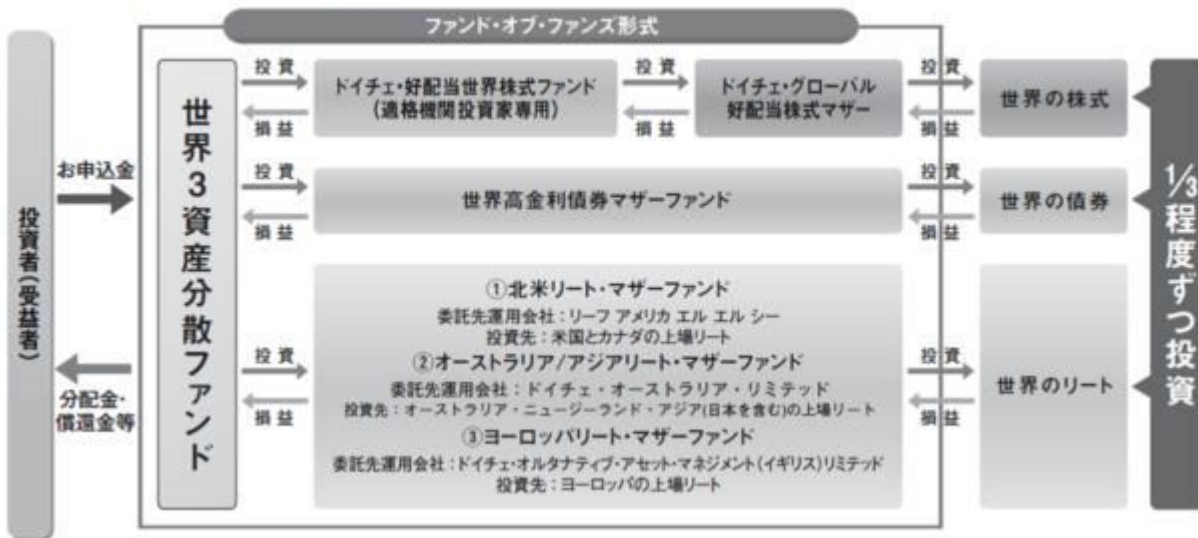 ファンド・オブ・ファンズ形式
投資者(受益者)
お申込金
分配金・
償還金等
世界3資産分散ファンド
投資
損益
ドイチェ・好配当世界株式ファンド
(適格機関投資家専用)
投資
損益
ドイチェ・グローバル
好配当株式マザー
投資
損益
世界の株式
投資
損益
世界高金利債券マザーファンド
投資
損益
世界の債券
投資
損益
①北米リート・マザーファンド
委託先運用会社:リーフ アメリカ エル エル シー
投資先:米国とカナダの上場リート
②オーストラリア/アジアリート・マザーファンド
委託先運用会社:ドイチェ・オーストラリア・リミテッド
投資先:オーストラリア・ニュージーランド・アジア(日本を含む)の上場リート
③ヨーロッパリート・マザーファンド
委託先運用会社:ドイチェ・オルタナティブ・アセット・マネジメント(イギリス)リミテッド
投資先:ヨーロッパの上場リート
投資
損益
世界のリート
1/3程度ずつ投資